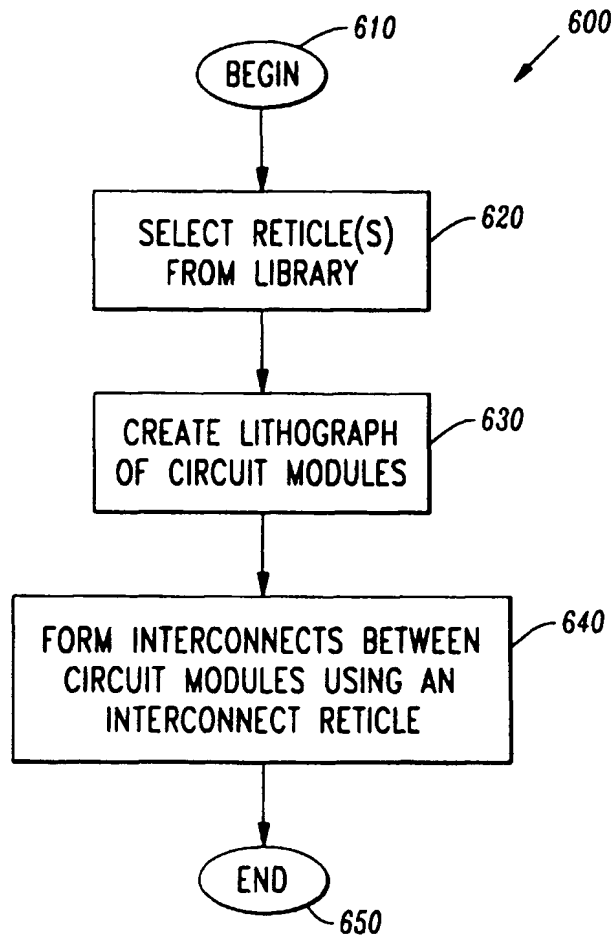 610
600
BEGIN
620
SELECT RETICLE(S)
FROM LIBRARY
630
CREATE LITHOGRAPH
OF CIRCUIT MODULES
640
FORM INTERCONNECTS BETWEEN
CIRCUIT MODULES USING AN
INTERCONNECT RETICLE
END
650